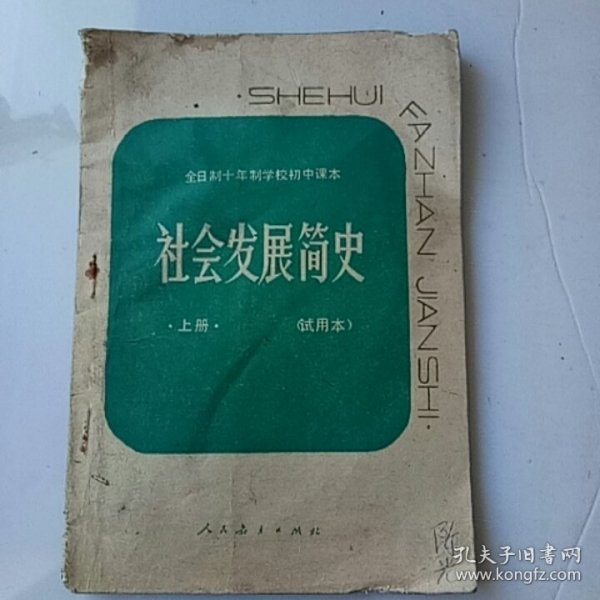 ·SHEHUI
FAZHAN JIANSHI·
全日制十年制学校初中课本
社会发展简史
·上册·
(试用本)
人民教育出版社
孔夫子旧书网
www.kongfz.com